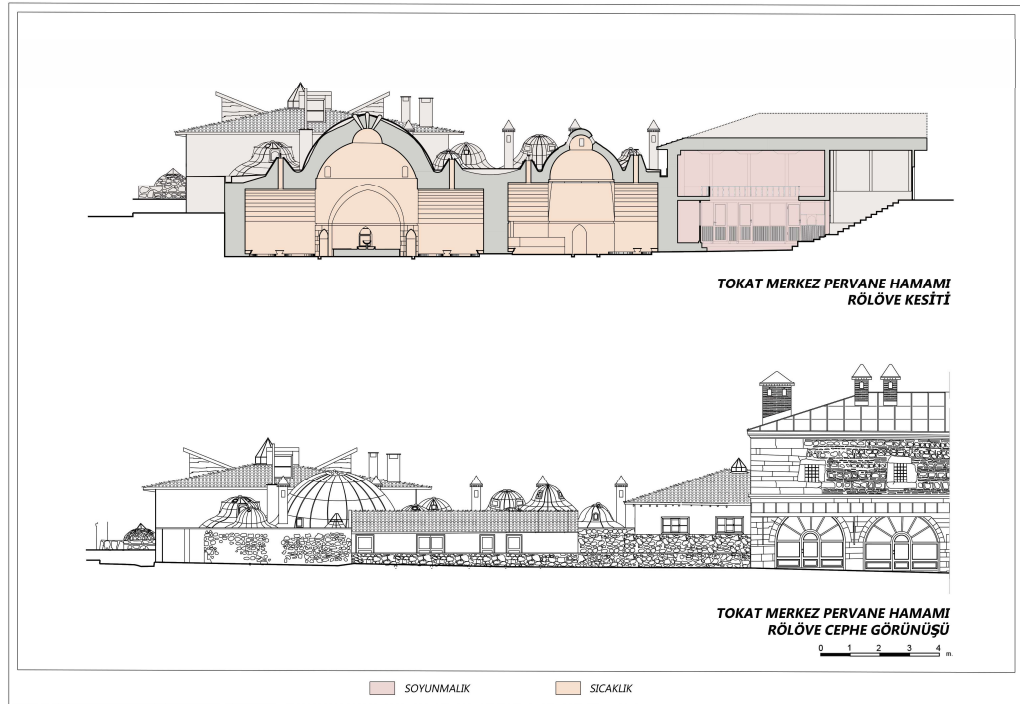 TOKAT MERKEZ PERVANE HAMAMI
RÖLÖVE KESİTİ
TOKAT MERKEZ PERVANE HAMAMI
RÖLÖVE CEPHE GÖRÜNÜŞÜ
0 1 2 3 4 m.
SOYUNMALIK
SICAKLIK